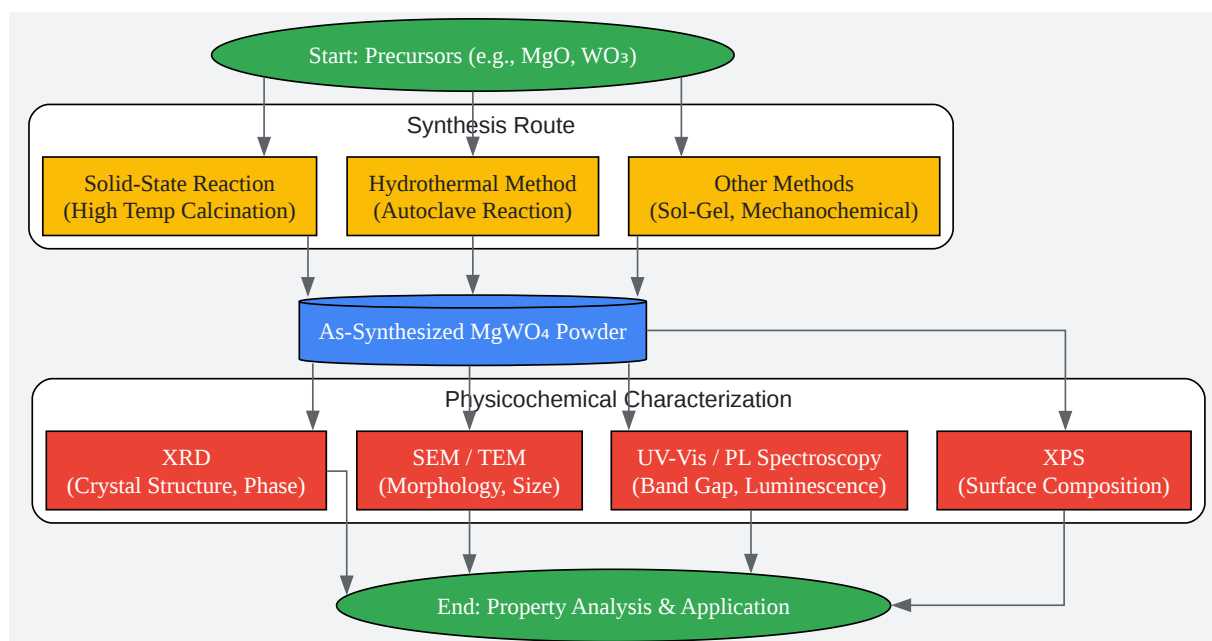 Start: Precursors (e.g., MgO, WO₃)
Synthesis Route
Solid-State Reaction
(High Temp Calcination)
Hydrothermal Method
(Autoclave Reaction)
Other Methods
(Sol-Gel, Mechanochemical)
As-Synthesized MgWO₄ Powder
Physicochemical Characterization
XRD
(Crystal Structure, Phase)
SEM / TEM
(Morphology, Size)
UV-Vis / PL Spectroscopy
(Band Gap, Luminescence)
XPS
(Surface Composition)
End: Property Analysis & Application